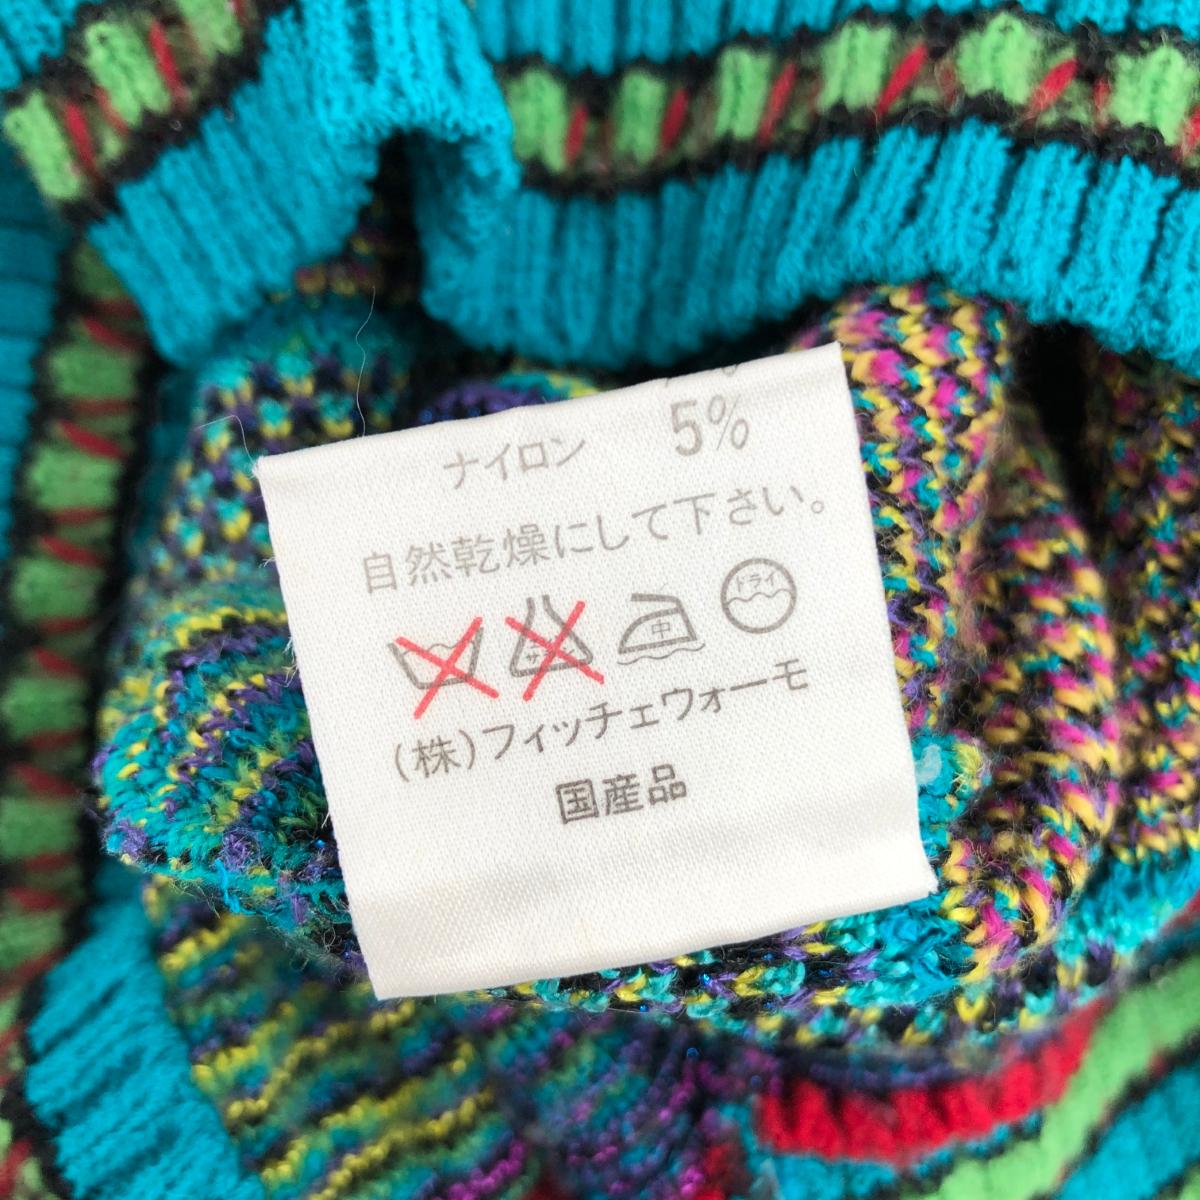 ナイロン 5%
自然乾燥にして下さい。
中 ドライ
(株)フィッチェウォーモ
国産品